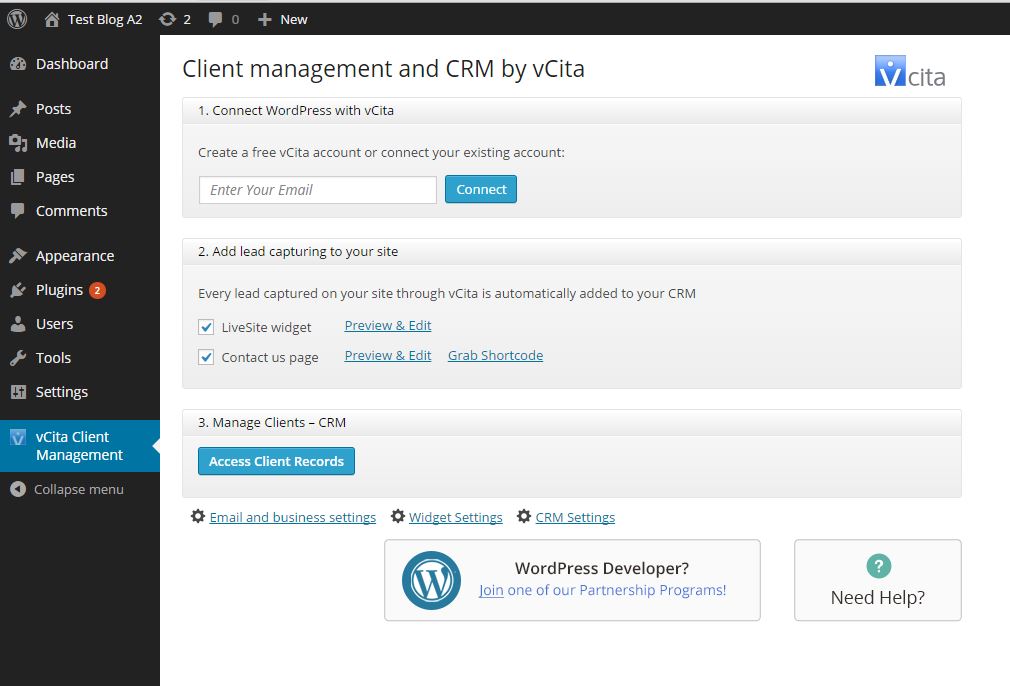 Test Blog A2 2 0 New
Dashboard
Posts
Media
Pages
Comments
Appearance
Plugins 2
Users
Tools
Settings
vCita Client
Management
Collapse menu
Client management and CRM by vCita
vcita
1. Connect WordPress with vCita
Create a free vCita account or connect your existing account:
Enter Your Email Connect
2. Add lead capturing to your site
Every lead captured on your site through vCita is automatically added to your CRM
LiveSite widget Preview & Edit
Contact us page Preview & Edit Grab Shortcode
3. Manage Clients – CRM
Access Client Records
Email and business settings Widget Settings CRM Settings
WordPress Developer?
Join one of our Partnership Programs!
?
Need Help?